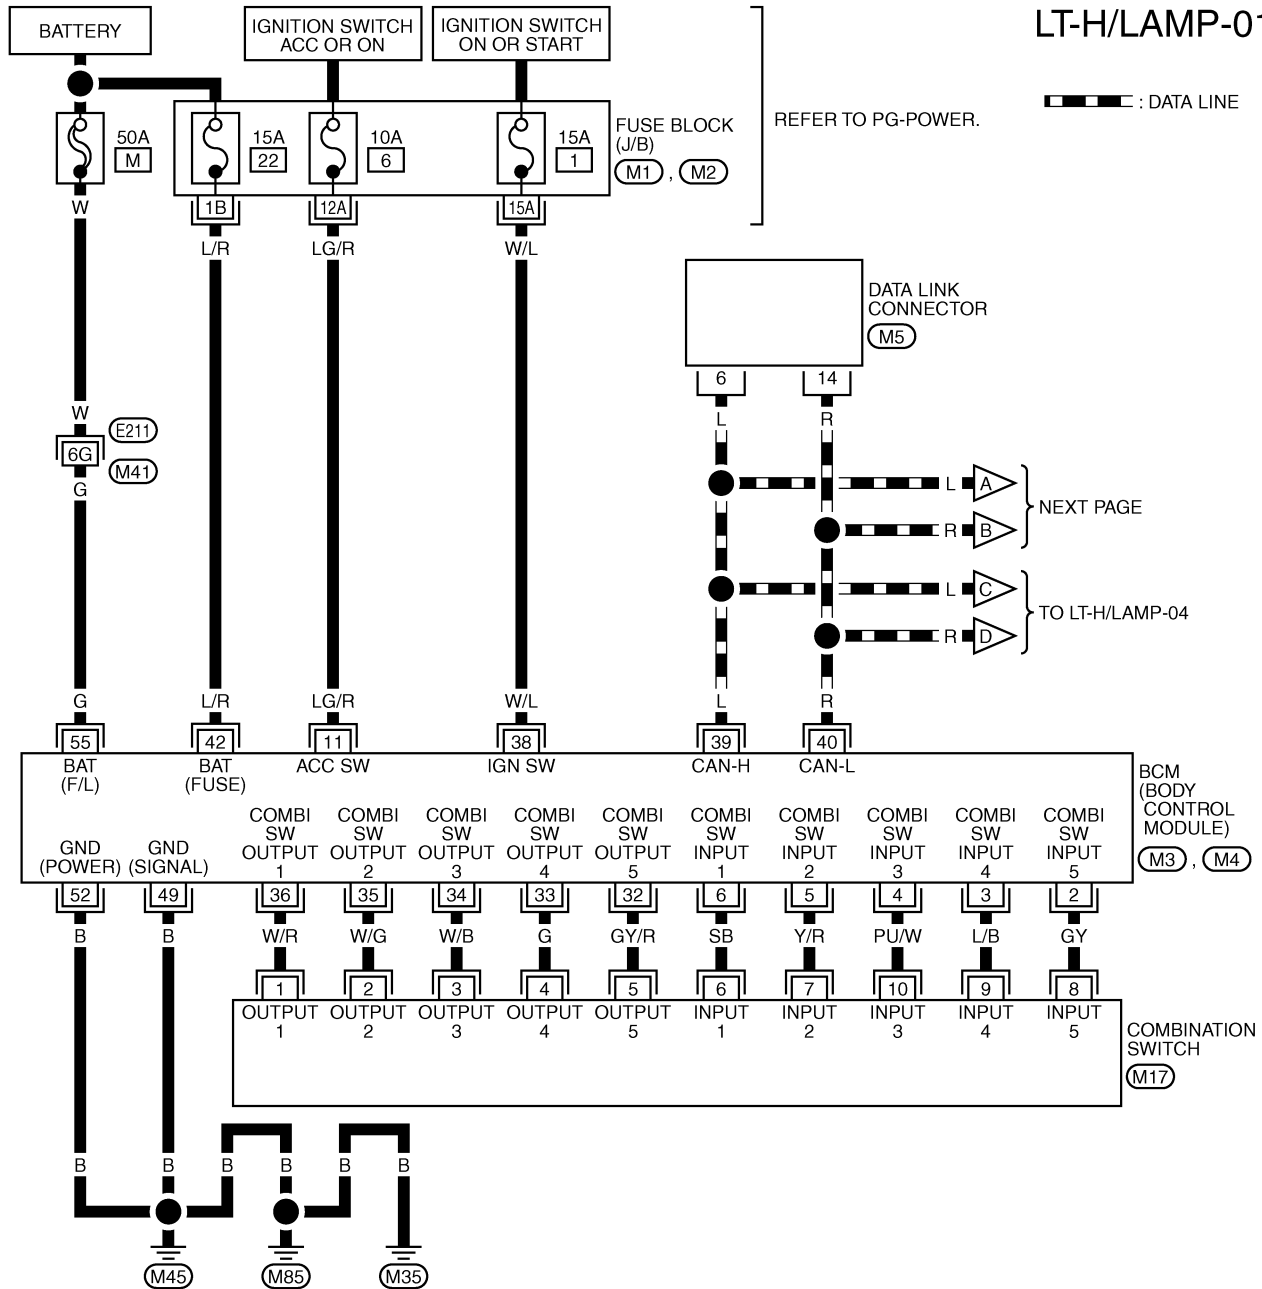 LT-H/LAMP-01
BATTERY
IGNITION SWITCH
ACC OR ON
IGNITION SWITCH
ON OR START
: DATA LINE
50A
M
15A
22
10A
6
15A
1
FUSE BLOCK
(J/B)
M1 , M2
REFER TO PG-POWER.
W
1B
12A
15A
L/R
LG/R
W/L
DATA LINK
CONNECTOR
M5
6
14
L
R
W
E211
6G
M41
G
L
A
R
B
NEXT PAGE
L
C
R
D
TO LT-H/LAMP-04
G
L/R
LG/R
W/L
L
R
55
42
11
38
39
40
BAT
(F/L)
BAT
(FUSE)
ACC SW
IGN SW
CAN-H
CAN-L
BCM
(BODY
CONTROL
MODULE)
M3 , M4
GND
(POWER)
GND
(SIGNAL)
COMBI
SW
OUTPUT
1
COMBI
SW
OUTPUT
2
COMBI
SW
OUTPUT
3
COMBI
SW
OUTPUT
4
COMBI
SW
OUTPUT
5
COMBI
SW
INPUT
1
COMBI
SW
INPUT
2
COMBI
SW
INPUT
3
COMBI
SW
INPUT
4
COMBI
SW
INPUT
5
52
49
36
35
34
33
32
6
5
4
3
2
B
B
W/R
W/G
W/B
G
GY/R
SB
Y/R
PU/W
L/B
GY
1
2
3
4
5
6
7
10
9
8
OUTPUT
1
OUTPUT
2
OUTPUT
3
OUTPUT
4
OUTPUT
5
INPUT
1
INPUT
2
INPUT
3
INPUT
4
INPUT
5
COMBINATION
SWITCH
M17
B
B
B
B
B
B
M45
M85
M35